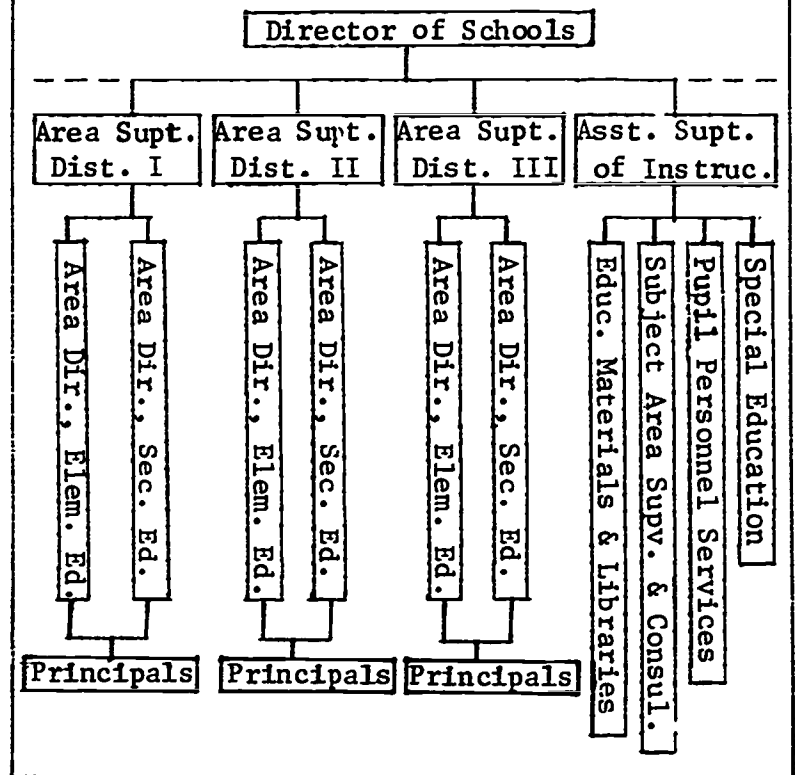 Director of Schools
Area Supt.
Dist. I
Area Supt.
Dist. II
Area Supt.
Dist. III
Asst. Supt.
of Instruc.
Area Dir., Elem. Ed.
Area Dir., Sec. Ed.
Area Dir., Elem. Ed.
Area Dir., Sec. Ed.
Area Dir., Elem. Ed.
Area Dir., Sec. Ed.
Educ. Materials & Libraries
Subject Area Supv. & Consul.
Pupil Personnel Services
Special Education
Principals
Principals
Principals